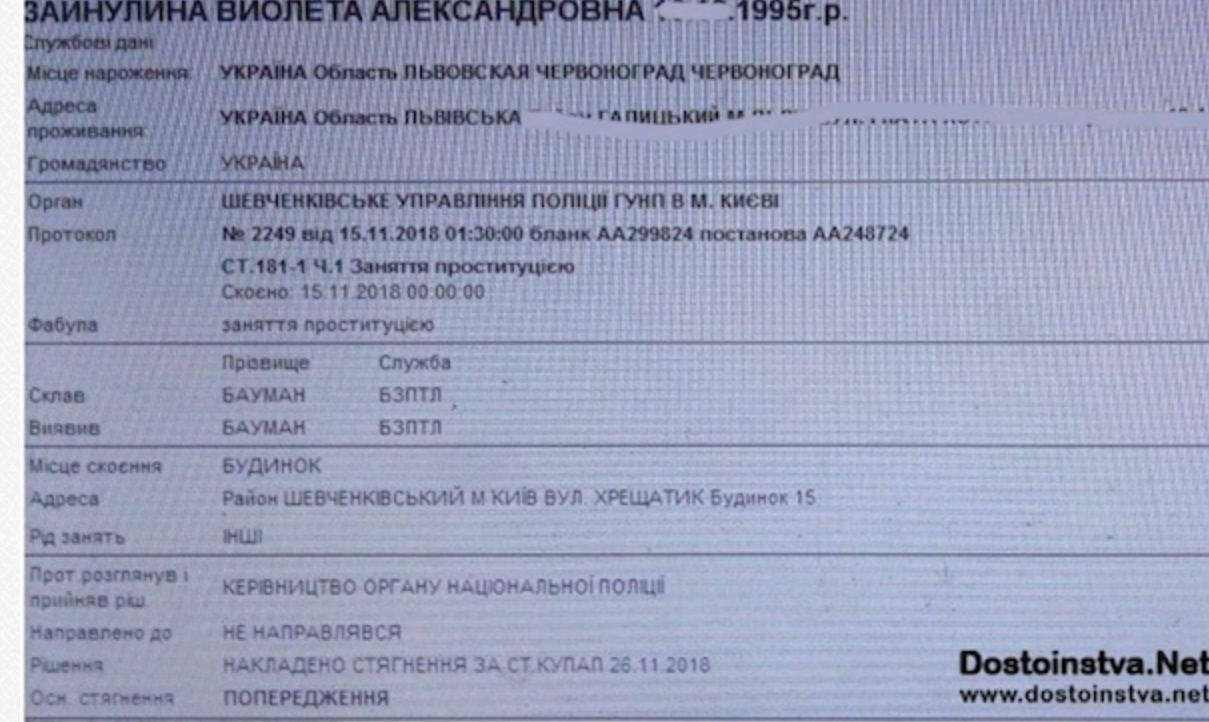 ЗАЙНУЛИНА ВИОЛЕТА АЛЕКСАНДРОВНА .1995г.р.
Службові дані
Місце народження: УКРАЇНА Область ЛЬВОВСКАЯ ЧЕРВОНОГРАД ЧЕРВОНОГРАД
Адреса проживання: УКРАЇНА Область ЛЬВІВСЬКА ГАЛИЦЬКИЙ М
Громадянство УКРАЇНА
Орган ШЕВЧЕНКІВСЬКЕ УПРАВЛІННЯ ПОЛІЦІЇ ГУНП В М. КИЄВІ
Протокол № 2249 від 15.11.2018 01:30:00 бланк АА299824 постанова АА248724
СТ.181-1 Ч.1 Заняття проституцією
Скоєно: 15.11.2018 00:00:00
Фабула заняття проституцією
Прізвище Служба
Склав БАУМАН БЗПТЛ
Виявив БАУМАН БЗПТЛ
Місце скоєння БУДИНОК
Адреса Район ШЕВЧЕНКІВСЬКИЙ М.КИЇВ ВУЛ. ХРЕЩАТИК Будинок 15
Рід занять ІНШІ
Прот.розглянув і
прийняв ріш. КЕРІВНИЦТВО ОРГАНУ НАЦІОНАЛЬНОЇ ПОЛІЦІЇ
Направлено до НЕ НАПРАВЛЯВСЯ
Рішення НАКЛАДЕНО СТЯГНЕННЯ ЗА СТ.КУПАП 26.11.2018
Осн. стягнення ПОПЕРЕДЖЕННЯ
Dostoinstva.Net
www.dostoinstva.net